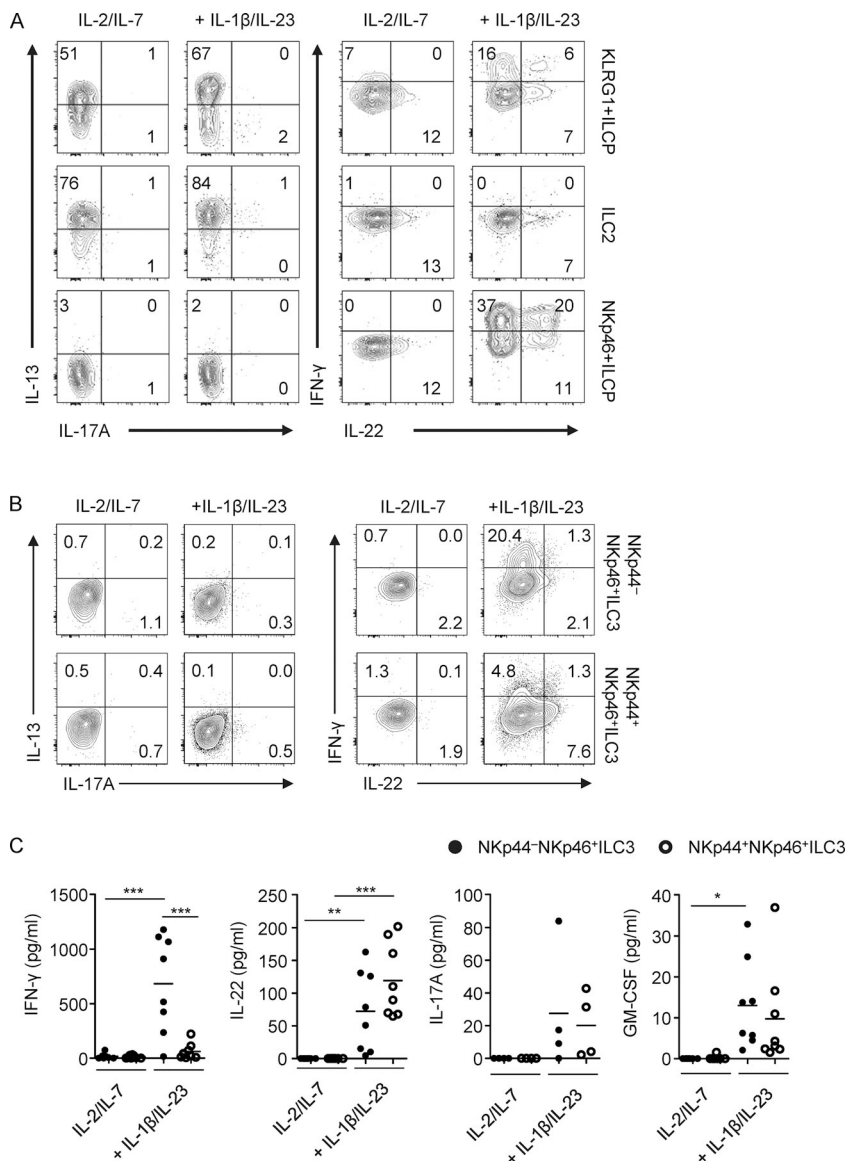 A
IL-2/IL-7
+ IL-1β/IL-23
IL-2/IL-7
+ IL-1β/IL-23
51 1
1
67 0
2
7 0
12
16 6
7
KLRG1+ILCP
76 1
1
84 1
0
1 0
13
0 0
7
ILC2
3 0
1
2 0
0
0 0
12
37 20
11
NKp46+ILCP
IL-13
IFN-γ
IL-17A
IL-22
B
IL-2/IL-7
+IL-1β/IL-23
IL-2/IL-7
+IL-1β/IL-23
0.7 0.2
1.1
0.2 0.1
0.3
0.7 0.0
2.2
20.4 1.3
2.1
NKp44⁻
NKp46⁺ILC3
0.5 0.4
0.7
0.1 0.0
0.5
1.3 0.1
1.9
4.8 1.3
7.6
NKp44⁺
NKp46⁺ILC3
IL-13
IFN-γ
IL-17A
IL-22
C
NKp44⁻NKp46⁺ILC3
NKp44⁺NKp46⁺ILC3
IFN-γ (pg/ml)
1500
1000
500
0
***
***
IL-2/IL-7
+ IL-1β/IL-23
IL-22 (pg/ml)
250
200
150
100
50
0
***
**
IL-2/IL-7
+ IL-1β/IL-23
IL-17A (pg/ml)
100
80
60
40
20
0
IL-2/IL-7
+ IL-1β/IL-23
GM-CSF (pg/ml)
40
30
20
10
0
*
IL-2/IL-7
+ IL-1β/IL-23